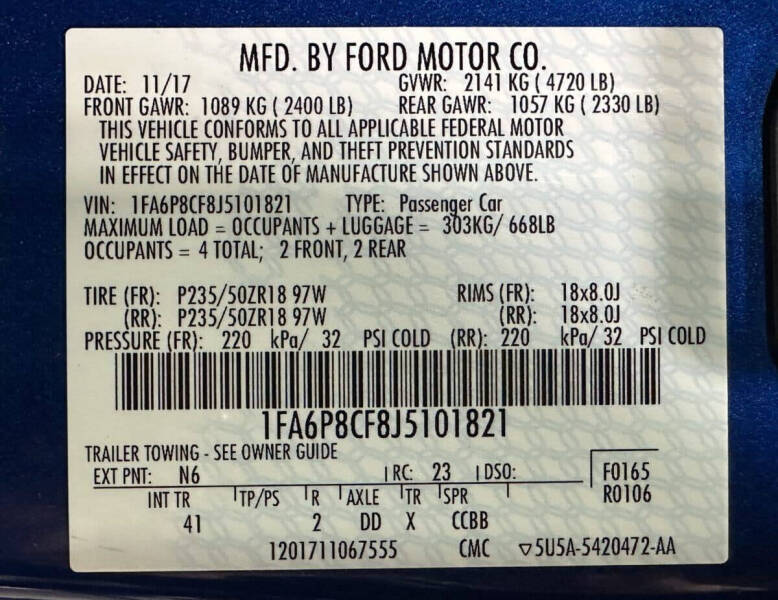 MFD. BY FORD MOTOR CO.
DATE: 11/17 GVWR: 2141 KG ( 4720 LB)
FRONT GAWR: 1089 KG ( 2400 LB) REAR GAWR: 1057 KG ( 2330 LB)
THIS VEHICLE CONFORMS TO ALL APPLICABLE FEDERAL MOTOR
VEHICLE SAFETY, BUMPER, AND THEFT PREVENTION STANDARDS
IN EFFECT ON THE DATE OF MANUFACTURE SHOWN ABOVE.
VIN: 1FA6P8CF8J5101821 TYPE: Passenger Car
MAXIMUM LOAD = OCCUPANTS + LUGGAGE = 303KG/ 668LB
OCCUPANTS = 4 TOTAL; 2 FRONT, 2 REAR
TIRE (FR): P235/50ZR18 97W RIMS (FR): 18x8.0J
(RR): P235/50ZR18 97W (RR): 18x8.0J
PRESSURE (FR): 220 kPa/ 32 PSI COLD (RR): 220 kPa/ 32 PSI COLD
1FA6P8CF8J5101821
TRAILER TOWING - SEE OWNER GUIDE
EXT PNT: N6 RC: 23 DSO: F0165
INT TR TP/PS R AXLE TR SPR R0106
41 2 DD X CCBB
1201711067555 CMC ▽5U5A-5420472-AA